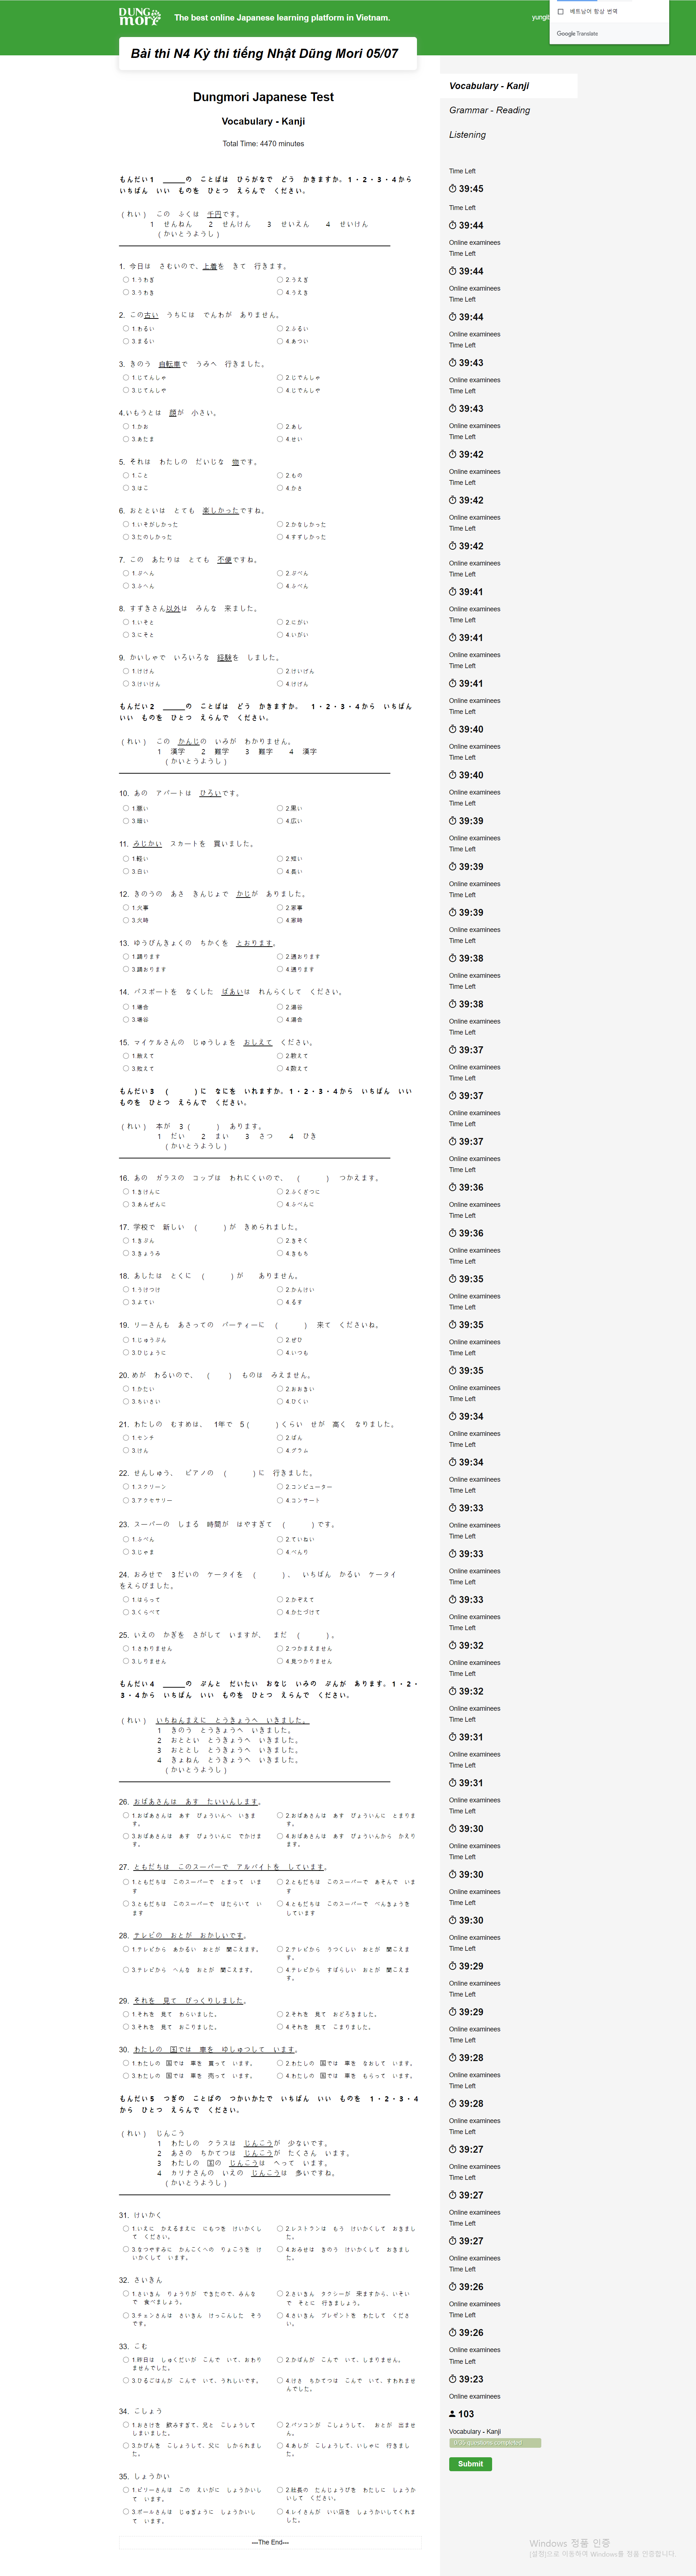 DUNG mori
The best online Japanese learning platform in Vietnam.
베트남어 항상 번역
Google Translate
Bài thi N4 Kỳ thi tiếng Nhật Dũng Mori 05/07
Dungmori Japanese Test
Vocabulary - Kanji
Total Time: 4470 minutes
もんだい1 _____の ことばは ひらがなで どう かきますか。1・2・3・4から
いちばん いい ものを ひとつ えらんで ください。
(れい) この ふくは 千円です。
1 せんねん 2 せんけん 3 せいえん 4 せいけん
(かいとうようし)
1. 今日は さむいので、上着を きて 行きます。
1.うわぎ 2.うえぎ
3.うわき 4.うえき
2. この古い うちには でんわが ありません。
1.わるい 2.ふるい
3.まるい 4.あつい
3. きのう 自転車で うみへ 行きました。
1.じてんしゃ 2.じでんしゃ
3.じてんしや 4.じでんしや
4.いもうとは 顔が 小さい。
1.かお 2.あし
3.あたま 4.せい
5. それは わたしの だいじな 物です。
1.こと 2.もの
3.はこ 4.かさ
6. おとといは とても 楽しかったですね。
1.いそがしかった 2.かなしかった
3.たのしかった 4.すずしかった
7. この あたりは とても 不便ですね。
1.ぶへん 2.ぶべん
3.ふへん 4.ふべん
8. すずきさん以外は みんな 来ました。
1.いそと 2.にがい
3.にそと 4.いがい
9. かいしゃで いろいろな 経験を しました。
1.けけん 2.けいげん
3.けいけん 4.けげん
もんだい2 _____の ことばは どう かきますか。 1・2・3・4から いちばん
いい ものを ひとつ えらんで ください。
(れい) この かんじの いみが わかりません。
(かいとうようし)
10. あの アパートは ひろいです。
2.黒い
3.暗い 4.広い
11. みじかい スカートを 買いました。
1.軽い 2.短い
3.白い 4.長い
12. きのうの あさ きんじょで かじが ありました。
1.火事 2.家事
3.火時 4.家時
13. ゆうびんきょくの ちかくを とおります。
1.踊ります 2.通おります
3.踊おります 4.通ります
14. パスポートを なくした ばあいは れんらくして ください。
1.場合 2.湯谷
3.場谷 4.湯合
15. マイケルさんの じゅうしょを おしえて ください。
2.教えて
もんだい3 ( )に なにを いれますか。1・2・3・4から いちばん いい
ものを ひとつ えらんで ください。
(れい) 本が 3( ) あります。
1 だい 2 まい 3 さつ 4 ひき
(かいとうようし)
16. あの ガラスの コップは われにくいので、 ( ) つかえます。
1.きけんに 2.ふくざつに
3.あんぜんに 4.ふべんに
17. 学校で 新しい ( )が きめられました。
1.きぶん 2.きそく
3.きょうみ 4.きもち
18. あしたは とくに ( )が ありません。
1.うけつけ 2.かんけい
3.よてい 4.るす
19. リーさんも あさっての パーティーに ( ) 来て くださいね。
1.じゅうぶん 2.ぜひ
3.ひじょうに 4.いつも
20. めが わるいので、 ( ) ものは みえません。
1.かたい 2.おおきい
3.ちいさい 4.ひくい
21. わたしの むすめは、 1年で 5( )くらい せが 高く なりました。
1.センチ 2.ばん
3.けん 4.グラム
22. せんしゅう、 ピアノの ( )に 行きました。
1.スクリーン 2.コンピューター
3.アクセサリー 4.コンサート
23. スーパーの しまる 時間が はやすぎて ( )です。
1.ふべん 2.ていねい
3.じゃま 4.べんり
24. おみせで 3だいの ケータイを ( )、 いちばん かるい ケータイ
をえらびました。
1.はらって 2.かぞえて
3.くらべて 4.かたづけて
25. いえの かぎを さがして いますが、 まだ ( )。
1.さわりません 2.つかまえません
3.しりません 4.見つかりません
もんだい4 _____の ぶんと だいたい おなじ いみの ぶんが あります。1・2・
3・4から いちばん いい ものを ひとつ えらんで ください。
(れい) いちねんまえに とうきょうへ いきました。
1 きのう とうきょうへ いきました。
2 おととい とうきょうへ いきました。
3 おととし とうきょうへ いきました。
4 きょねん とうきょうへ いきました。
(かいとうようし)
26. おばあさんは あす たいいんします。
1.おばあさんは あす びょういんへ いきま
す。
2.おばあさんは あす びょういんに とまりま
す。
3.おばあさんは あす びょういんに でかけま
す。
4.おばあさんは あす びょういんから かえり
ます。
27. ともだちは このスーパーで アルバイトを しています。
1.ともだちは このスーパーで とまって いま
す
2.ともだちは このスーパーで あそんで いま
す
3.ともだちは このスーパーで はたらいて い
ます
4.ともだちは このスーパーで べんきょうを
しています
28. テレビの おとが おかしいです。
1.テレビから あかるい おとが 聞こえます。
2.テレビから うつくしい おとが 聞こえま
す。
3.テレビから へんな おとが 聞こえます。
4.テレビから すばらしい おとが 聞こえま
す。
29. それを 見て びっくりしました。
1.それを 見て わらいました。 2.それを 見て おどろきました。
3.それを 見て おこりました。 4.それを 見て こまりました。
30. わたしの 国では 車を ゆしゅつして います。
1.わたしの 国では 車を 買って います。 2.わたしの 国では 車を なおして います。
3.わたしの 国では 車を 売って います。 4.わたしの 国では 車を もらって います。
もんだい5 つぎの ことばの つかいかたで いちばん いい ものを 1・2・3・4
から ひとつ えらんで ください。
(れい) じんこう
1 わたしの クラスは じんこうが 少ないです。
2 あさの ちかてつは じんこうが たくさん います。
3 わたしの 国の じんこうは へって います。
4 カリナさんの いえの じんこうは 多いですね。
(かいとうようし)
31. けいかく
1.いえに かえるまえに にもつを けいかくし
て ください。
2.レストランは もう けいかくして おきまし
た。
3.なつやすみに かんこくへの りょこうを け
いかくして います。
4.おみせは きのう けいかくして おきまし
た。
32. さいきん
1.さいきん りょうりが できたので、みんな
で 食べましょう。
2.さいきん タクシーが 来ますから、いそい
で そとに 行きましょう。
3.チェンさんは さいきん けっこんした そう
です。
4.さいきん プレゼントを わたして くださ
い。
33. こむ
1.昨日は しゅくだいが こんで いて、おわり
ませんでした。
2.かばんが こんで いて、しまりません。
3.ひるごはんが こんで いて、うれしいです。
4.けさ ちかてつは こんで いて、すわれませ
んでした。
34. こしょう
1.おさけを 飲みすぎて、兄と こしょうして
しまいました。
2.パソコンが こしょうして、 おとが 出ませ
ん。
3.かびんを こしょうして、父に しかられまし
た。
4.あしが こしょうして、いしゃに 行きまし
た。
35. しょうかい
1.ビリーさんは この えいがに しょうかいし
て います。
2.社長の たんじょうびを わたしに しょうか
いして ください。
3.ポールさんは じゅぎょうに しょうかいし
て います。
4.レイさんが いい店を しょうかいしてくれま
した。
---The End---
Vocabulary - Kanji
Grammar - Reading
Listening
Time Left
39:45
Time Left
39:44
Online examinees
Time Left
39:44
Online examinees
Time Left
39:44
Online examinees
Time Left
39:43
Online examinees
Time Left
39:43
Online examinees
Time Left
39:42
Online examinees
Time Left
39:42
Online examinees
Time Left
39:42
Online examinees
Time Left
39:41
Online examinees
Time Left
39:41
Online examinees
Time Left
39:41
Online examinees
Time Left
39:40
Online examinees
Time Left
39:40
Online examinees
Time Left
39:39
Online examinees
Time Left
39:39
Online examinees
Time Left
39:39
Online examinees
Time Left
39:38
Online examinees
Time Left
39:38
Online examinees
Time Left
39:37
Online examinees
Time Left
39:37
Online examinees
Time Left
39:37
Online examinees
Time Left
39:36
Online examinees
Time Left
39:36
Online examinees
Time Left
39:35
Online examinees
Time Left
39:35
Online examinees
Time Left
39:35
Online examinees
Time Left
39:34
Online examinees
Time Left
39:34
Online examinees
Time Left
39:33
Online examinees
Time Left
39:33
Online examinees
Time Left
39:33
Online examinees
Time Left
39:32
Online examinees
Time Left
39:32
Online examinees
Time Left
39:31
Online examinees
Time Left
39:31
Online examinees
Time Left
39:30
Online examinees
Time Left
39:30
Online examinees
Time Left
39:30
Online examinees
Time Left
39:29
Online examinees
Time Left
39:29
Online examinees
Time Left
39:28
Online examinees
Time Left
39:28
Online examinees
Time Left
39:27
Online examinees
Time Left
39:27
Online examinees
Time Left
39:27
Online examinees
Time Left
39:26
Online examinees
Time Left
39:26
Online examinees
Time Left
39:23
Online examinees
103
Vocabulary - Kanji
0/35 questions completed
Submit
Windows 정품 인증
[설정]으로 이동하여 Windows를 정품 인증합니다.